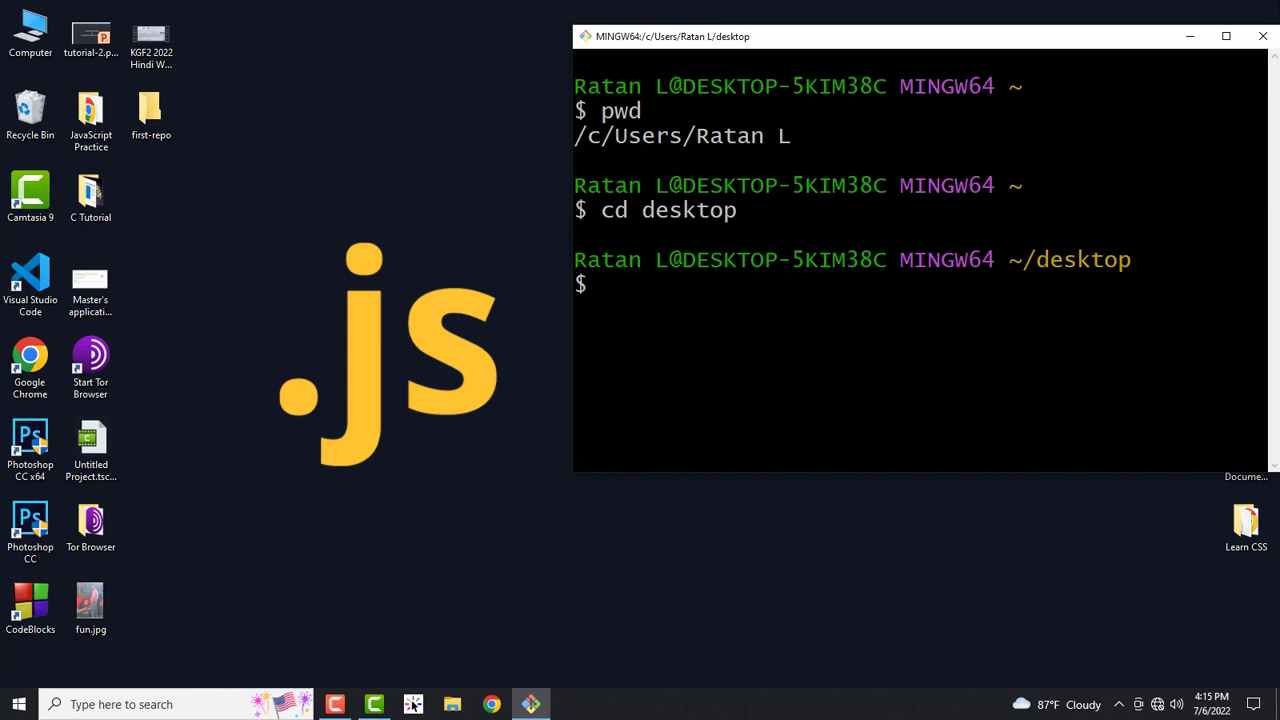 Computer
tutorial-2.p...
KGF2 2022
Hindi W...
Recycle Bin
JavaScript
Practice
first-repo
Camtasia 9
C Tutorial
Visual Studio
Code
Master's
applicati...
Google
Chrome
Start Tor
Browser
Ps
Photoshop
CC x64
Untitled
Project.tsc...
Ps
Photoshop
CC
Tor Browser
CodeBlocks
fun.jpg
.js
MINGW64:/c/Users/Ratan L/desktop
Ratan L@DESKTOP-5KIM38C MINGW64 ~
$ pwd
/c/Users/Ratan L
Ratan L@DESKTOP-5KIM38C MINGW64 ~
$ cd desktop
Ratan L@DESKTOP-5KIM38C MINGW64 ~/desktop
$
Docume...
Learn CSS
Type here to search
87°F Cloudy
4:15 PM
7/6/2022